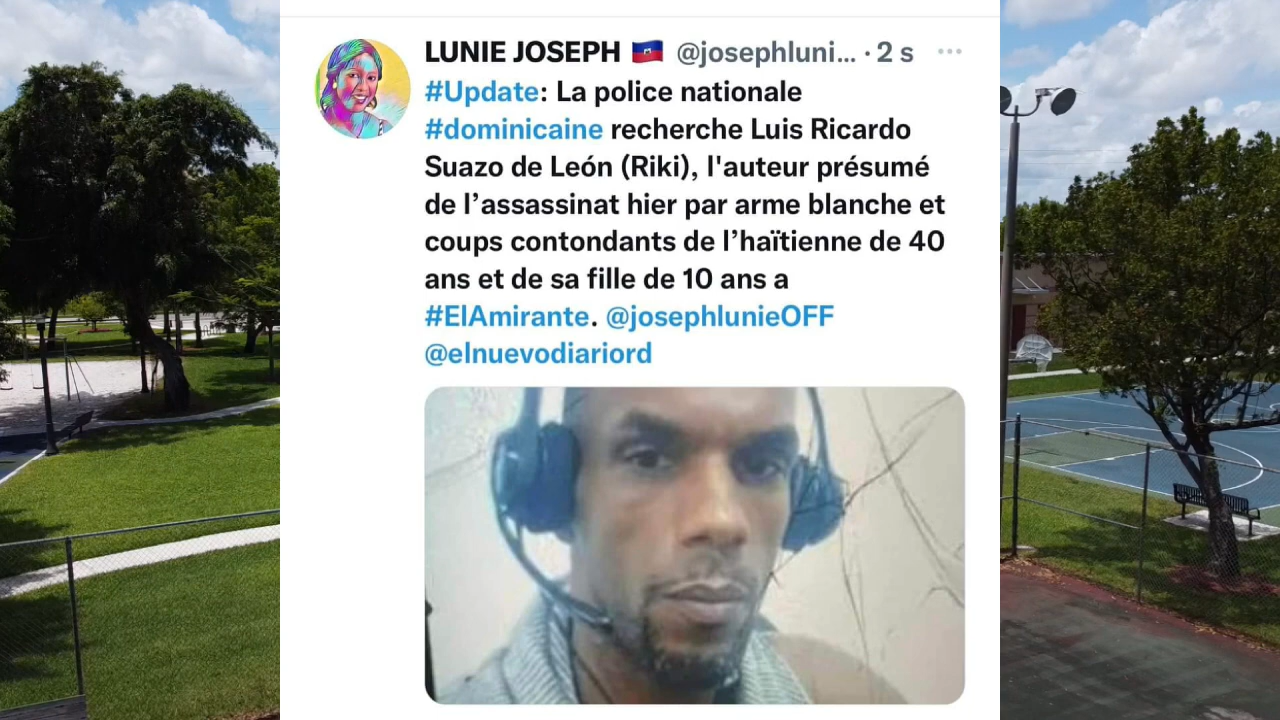 LUNIE JOSEPH 🇭🇹 @josephluni... · 2 s ···
#Update: La police nationale
#dominicaine recherche Luis Ricardo
Suazo de León (Riki), l'auteur présumé
de l’assassinat hier par arme blanche et
coups contondants de l’haïtienne de 40
ans et de sa fille de 10 ans a
#ElAmirante. @josephlunieOFF
@elnuevodiariord